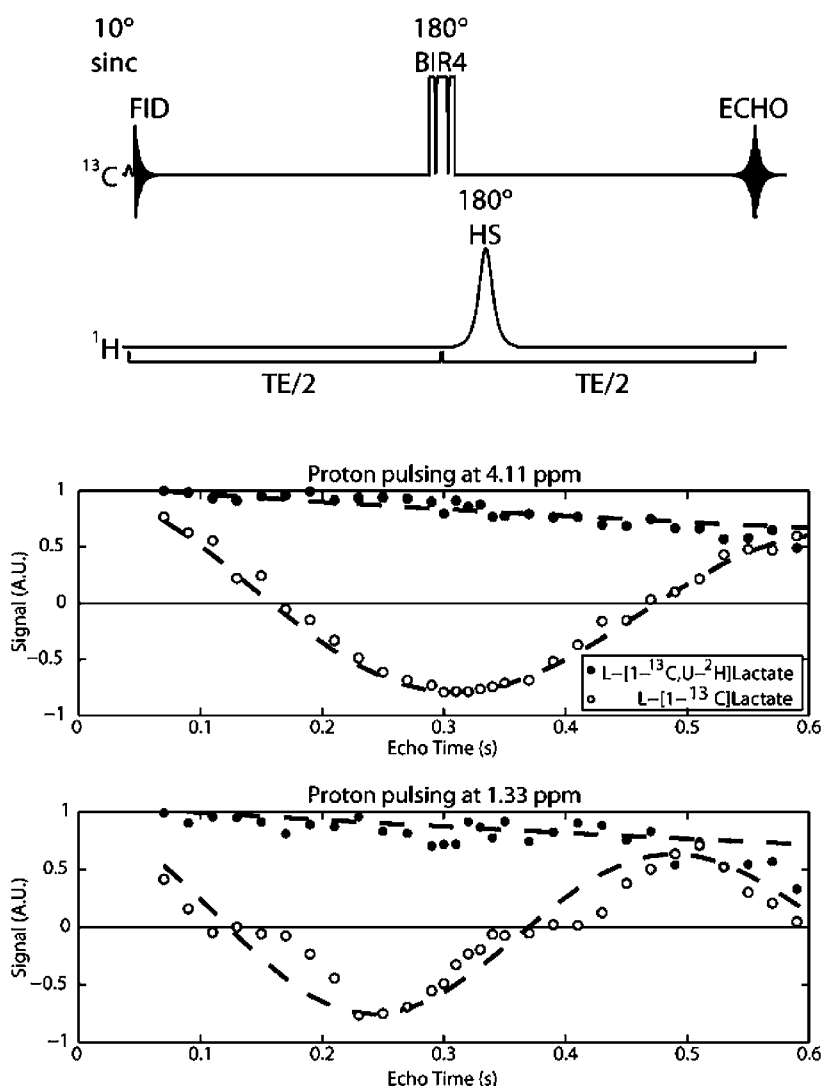 10° 180°
sinc BIR4
FID ECHO
¹³C
180°
HS
¹H
TE/2 TE/2
Proton pulsing at 4.11 ppm
1
0.5
0
−0.5
−1
Signal (A.U.)
L−[1−¹³C,U−²H]Lactate
L−[1−¹³ C]Lactate
0 0.1 0.2 0.3 0.4 0.5 0.6
Echo Time (s)
Proton pulsing at 1.33 ppm
1
0.5
0
−0.5
−1
Signal (A.U.)
0 0.1 0.2 0.3 0.4 0.5 0.6
Echo Time (s)